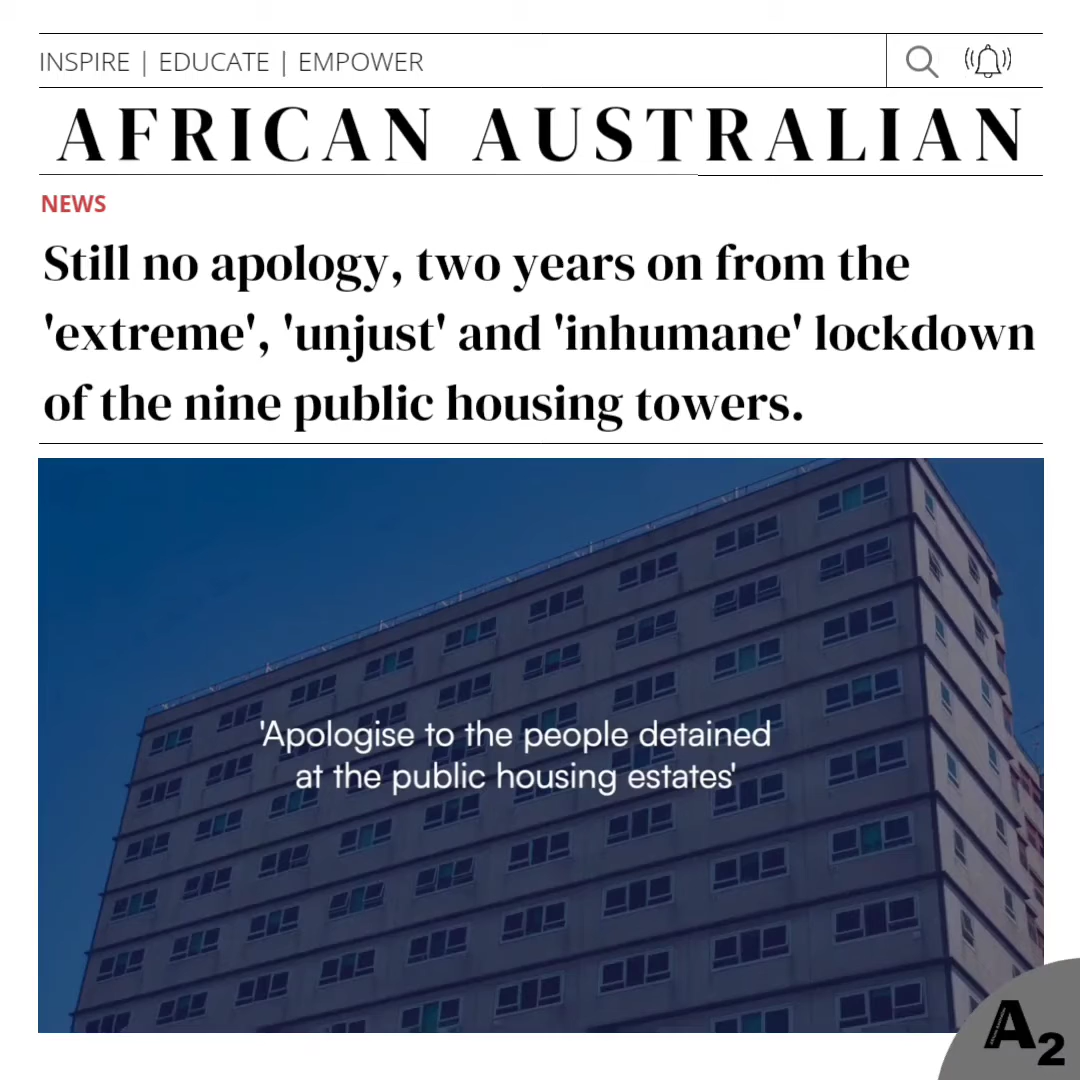 INSPIRE | EDUCATE | EMPOWER
AFRICAN AUSTRALIAN
NEWS
Still no apology, two years on from the
'extreme', 'unjust' and 'inhumane' lockdown
of the nine public housing towers.
'Apologise to the people detained
at the public housing estates'
A2